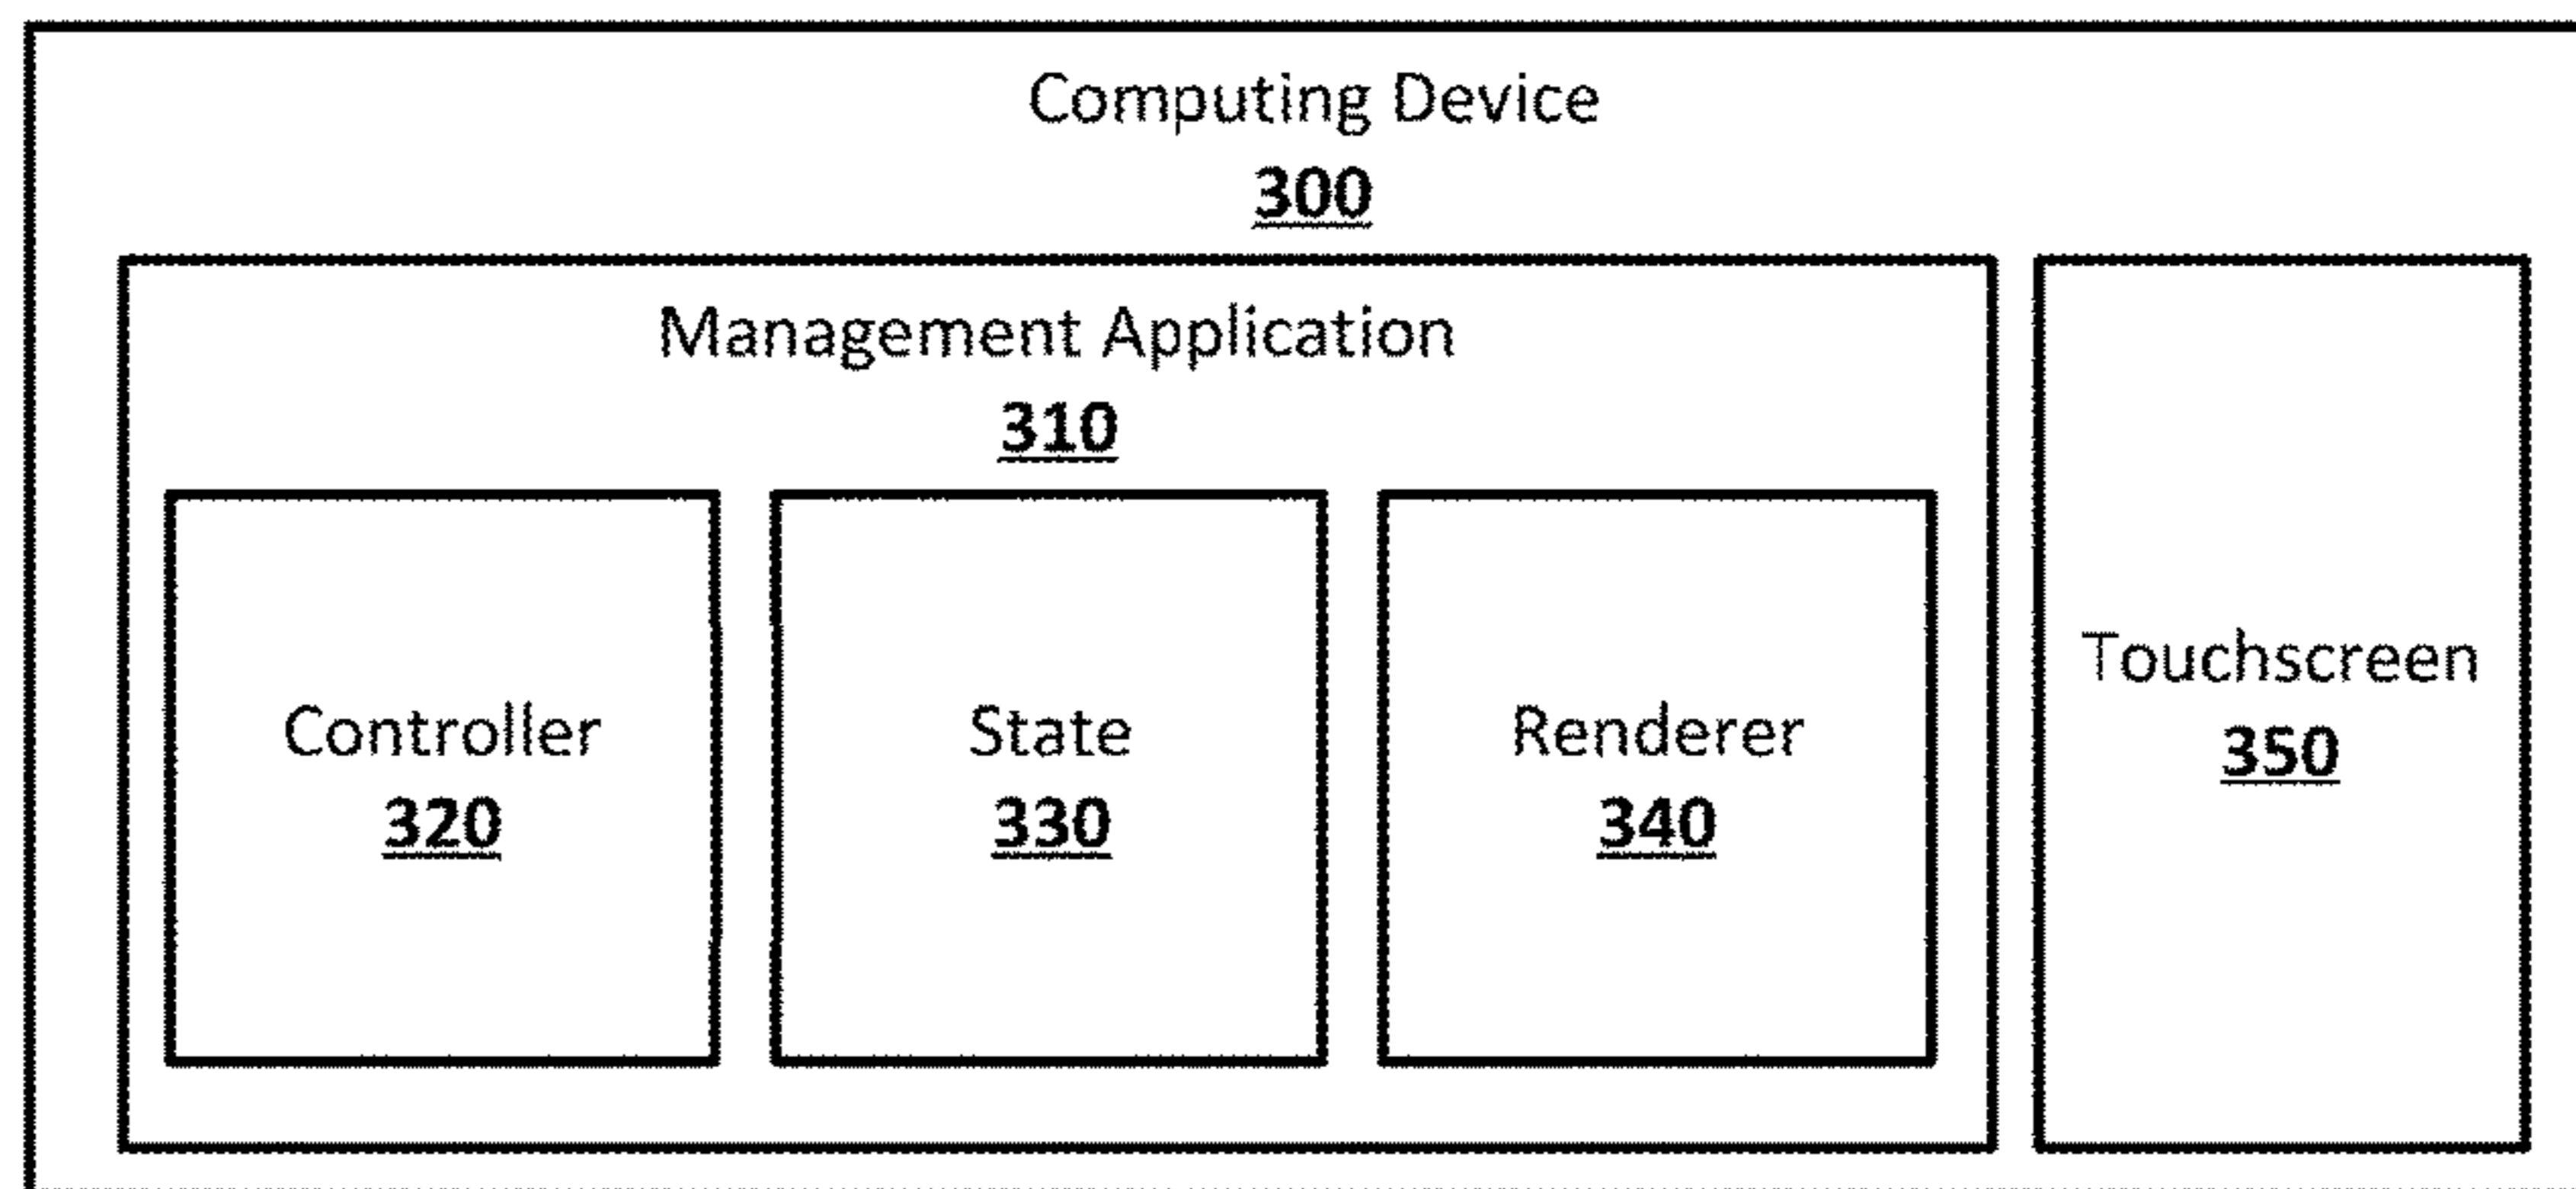 Computing Device
300
Management Application
310
Controller
320
State
330
Renderer
340
Touchscreen
350